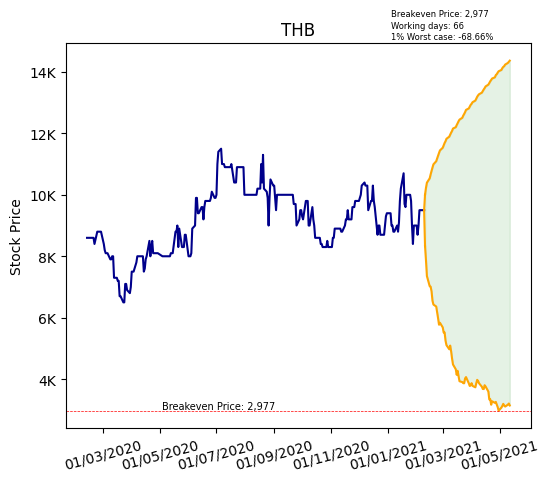 Breakeven Price: 2,977
Working days: 66
1% Worst case: -68.66%
THB
Stock Price
14K
12K
10K
8K
6K
4K
Breakeven Price: 2,977
01/03/2020
01/05/2020
01/07/2020
01/09/2020
01/11/2020
01/01/2021
01/03/2021
01/05/2021